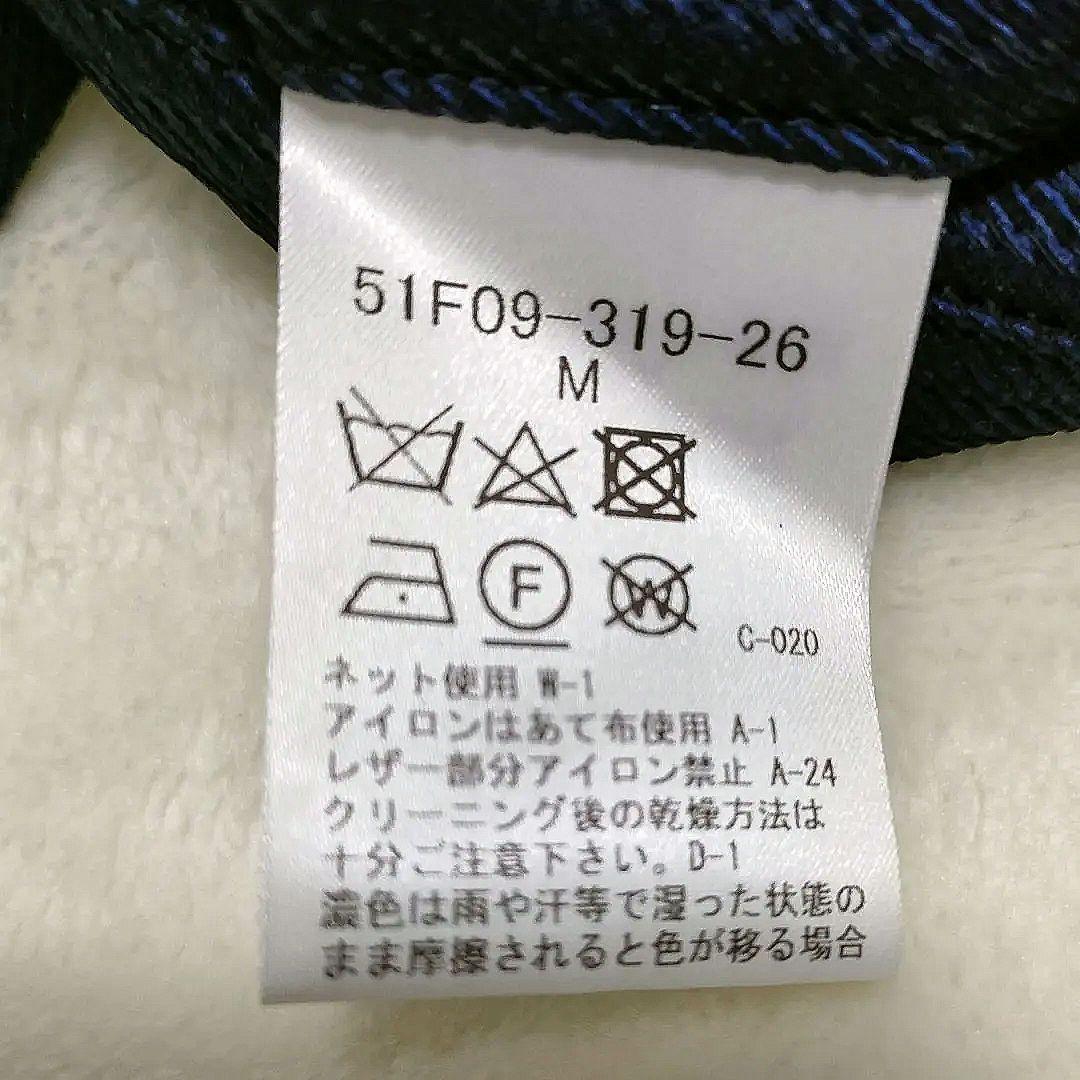 51F09-319-26
M
F
W
C-020
ネット使用 W-1
アイロンはあて布使用 A-1
レザー部分アイロン禁止 A-24
クリーニング後の乾燥方法は
十分ご注意下さい。D-1
濃色は雨や汗等で湿った状態の
まま摩擦されると色が移る場合